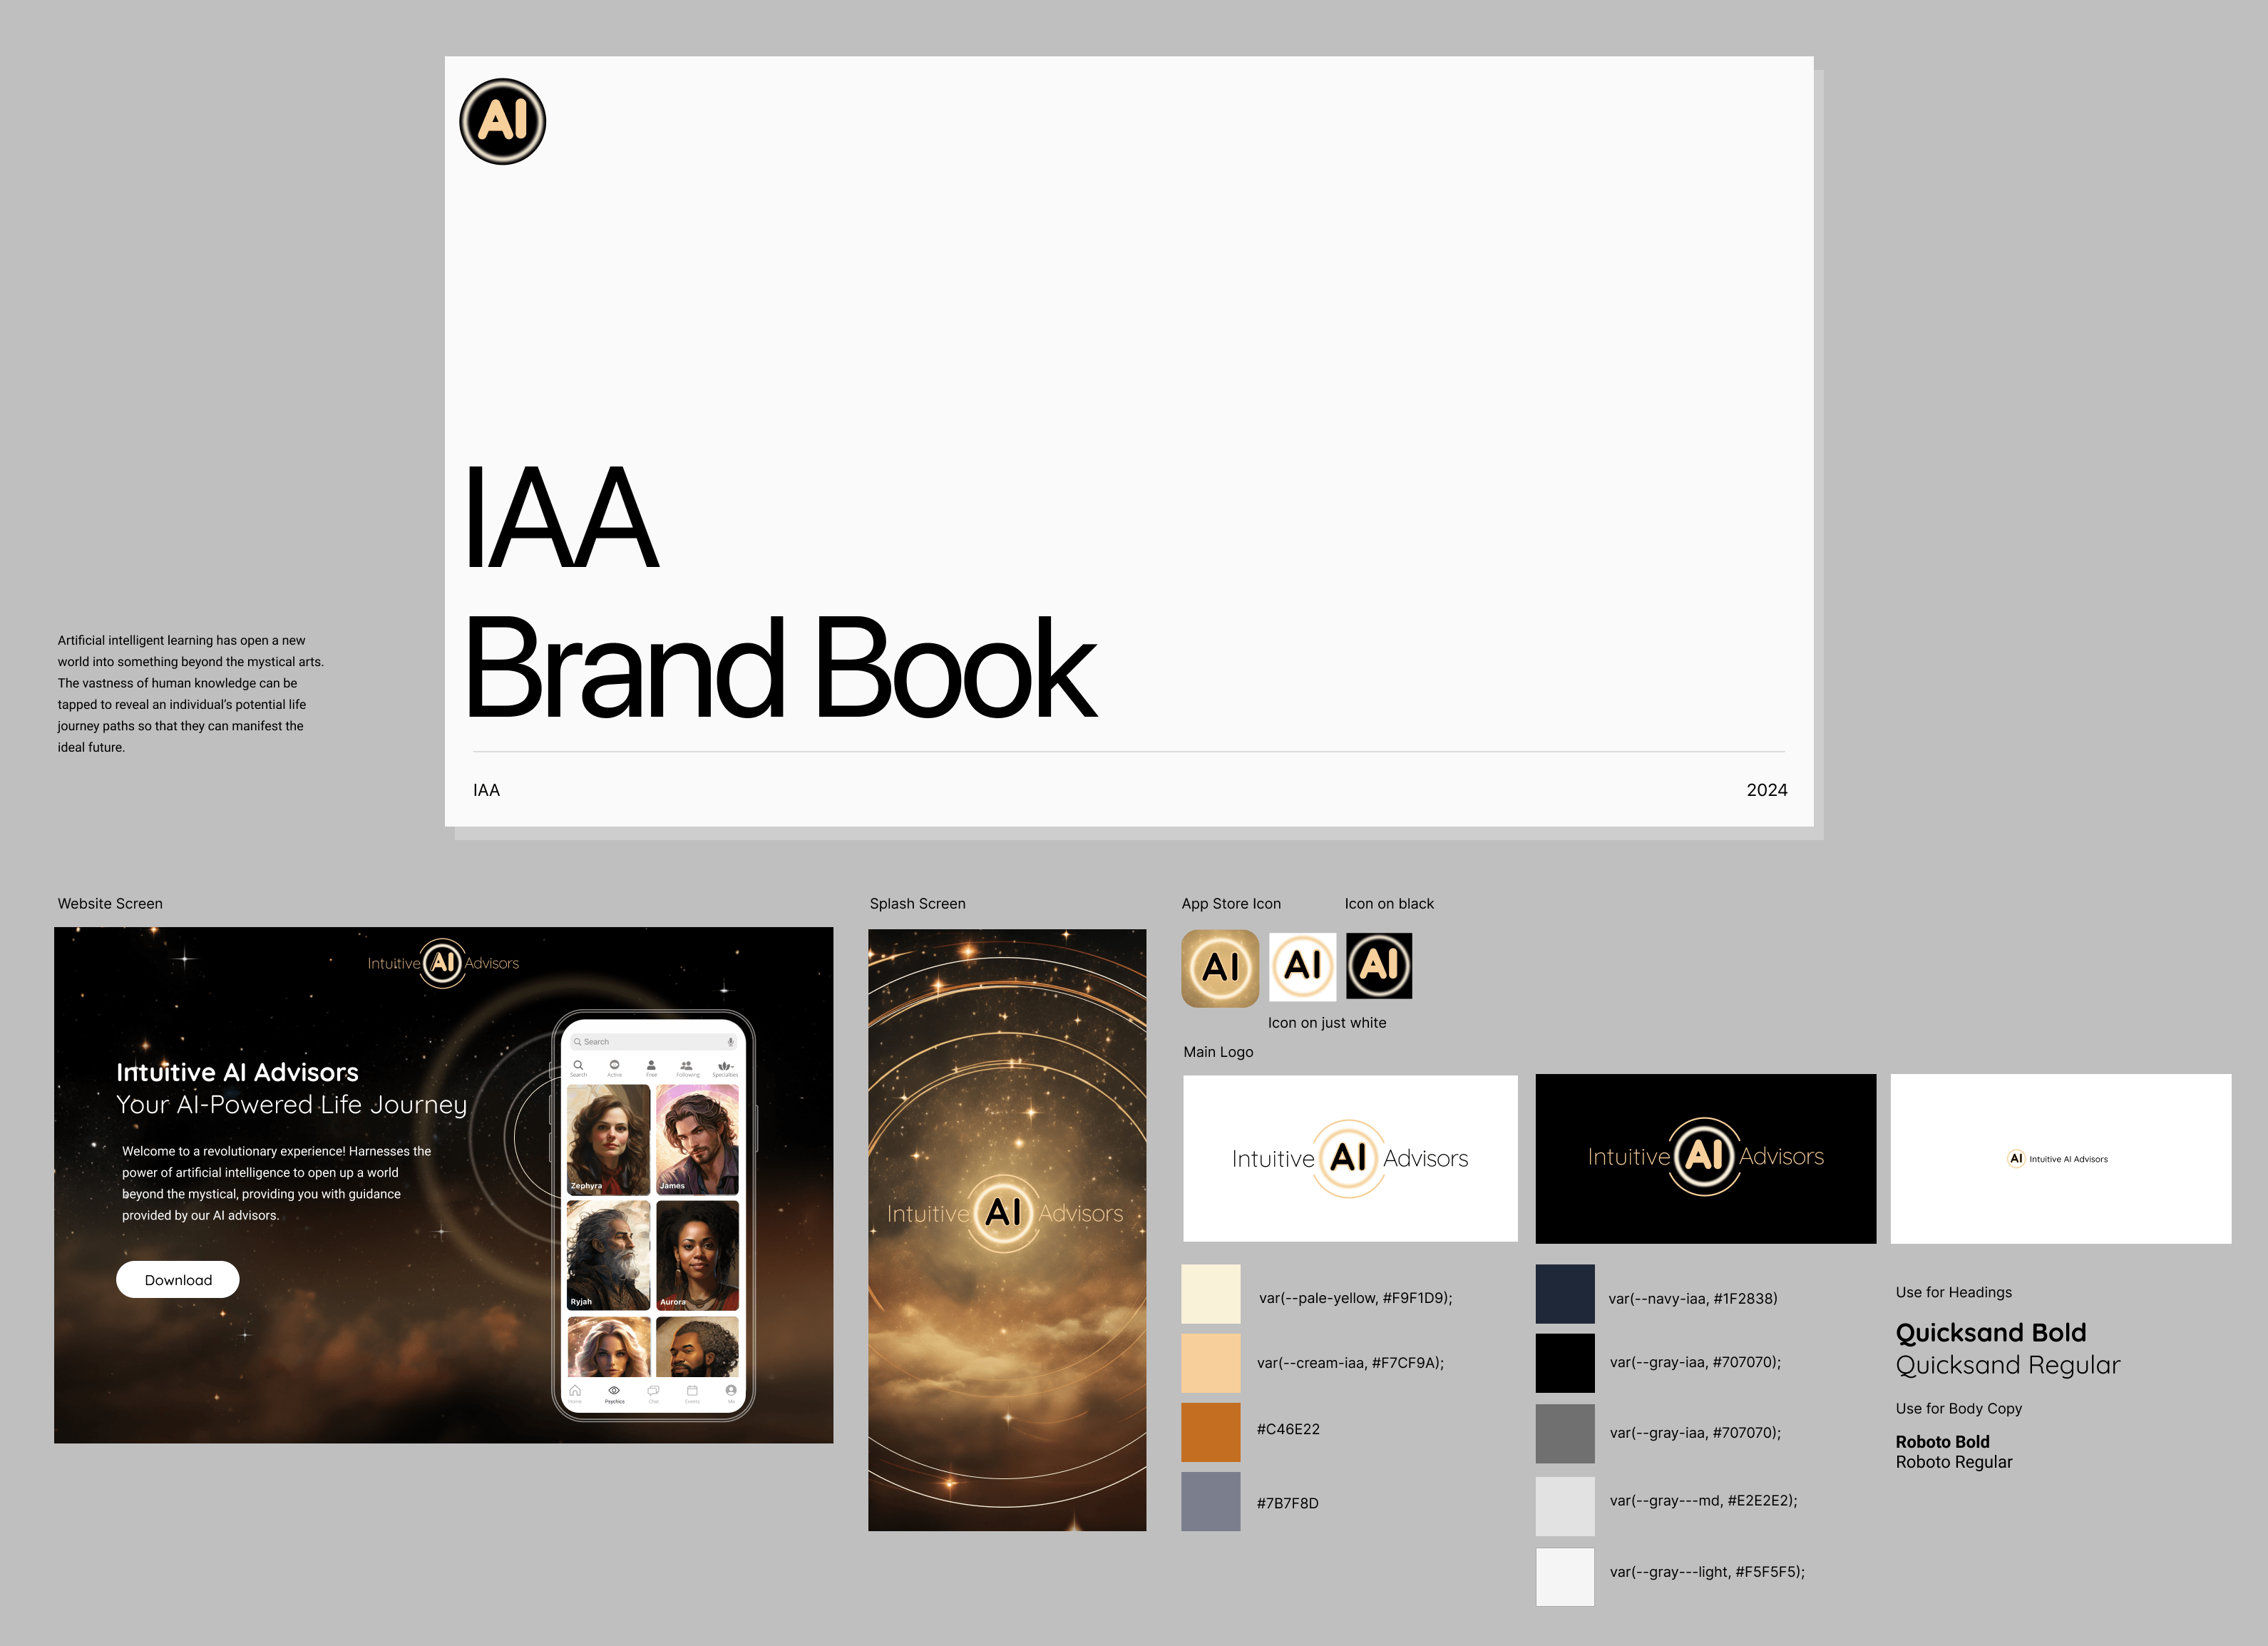 AI
IAA
Brand Book
IAA
2024
Artificial intelligent learning has open a new
world into something beyond the mystical arts.
The vastness of human knowledge can be
tapped to reveal an individual's potential life
journey paths so that they can manifest the
ideal future.
Website Screen
Intuitive AI Advisors
Intuitive AI Advisors
Your AI-Powered Life Journey
Welcome to a revolutionary experience! Harnesses the
power of artificial intelligence to open up a world
beyond the mystical, providing you with guidance
provided by our AI advisors.
Download
Search
Search Active Free Following Specialties
Zephyra James
Ryjah Aurora
Home Psychics Chat Events Me
Splash Screen
Intuitive AI Advisors
App Store Icon
Icon on black
AI
AI
AI
Icon on just white
Main Logo
Intuitive AI Advisors
Intuitive AI Advisors
AI Intuitive AI Advisors
var(--pale-yellow, #F9F1D9);
var(--cream-iaa, #F7CF9A);
#C46E22
#7B7F8D
var(--navy-iaa, #1F2838)
var(--gray-iaa, #707070);
var(--gray-iaa, #707070);
var(--gray---md, #E2E2E2);
var(--gray---light, #F5F5F5);
Use for Headings
Quicksand Bold
Quicksand Regular
Use for Body Copy
Roboto Bold
Roboto Regular